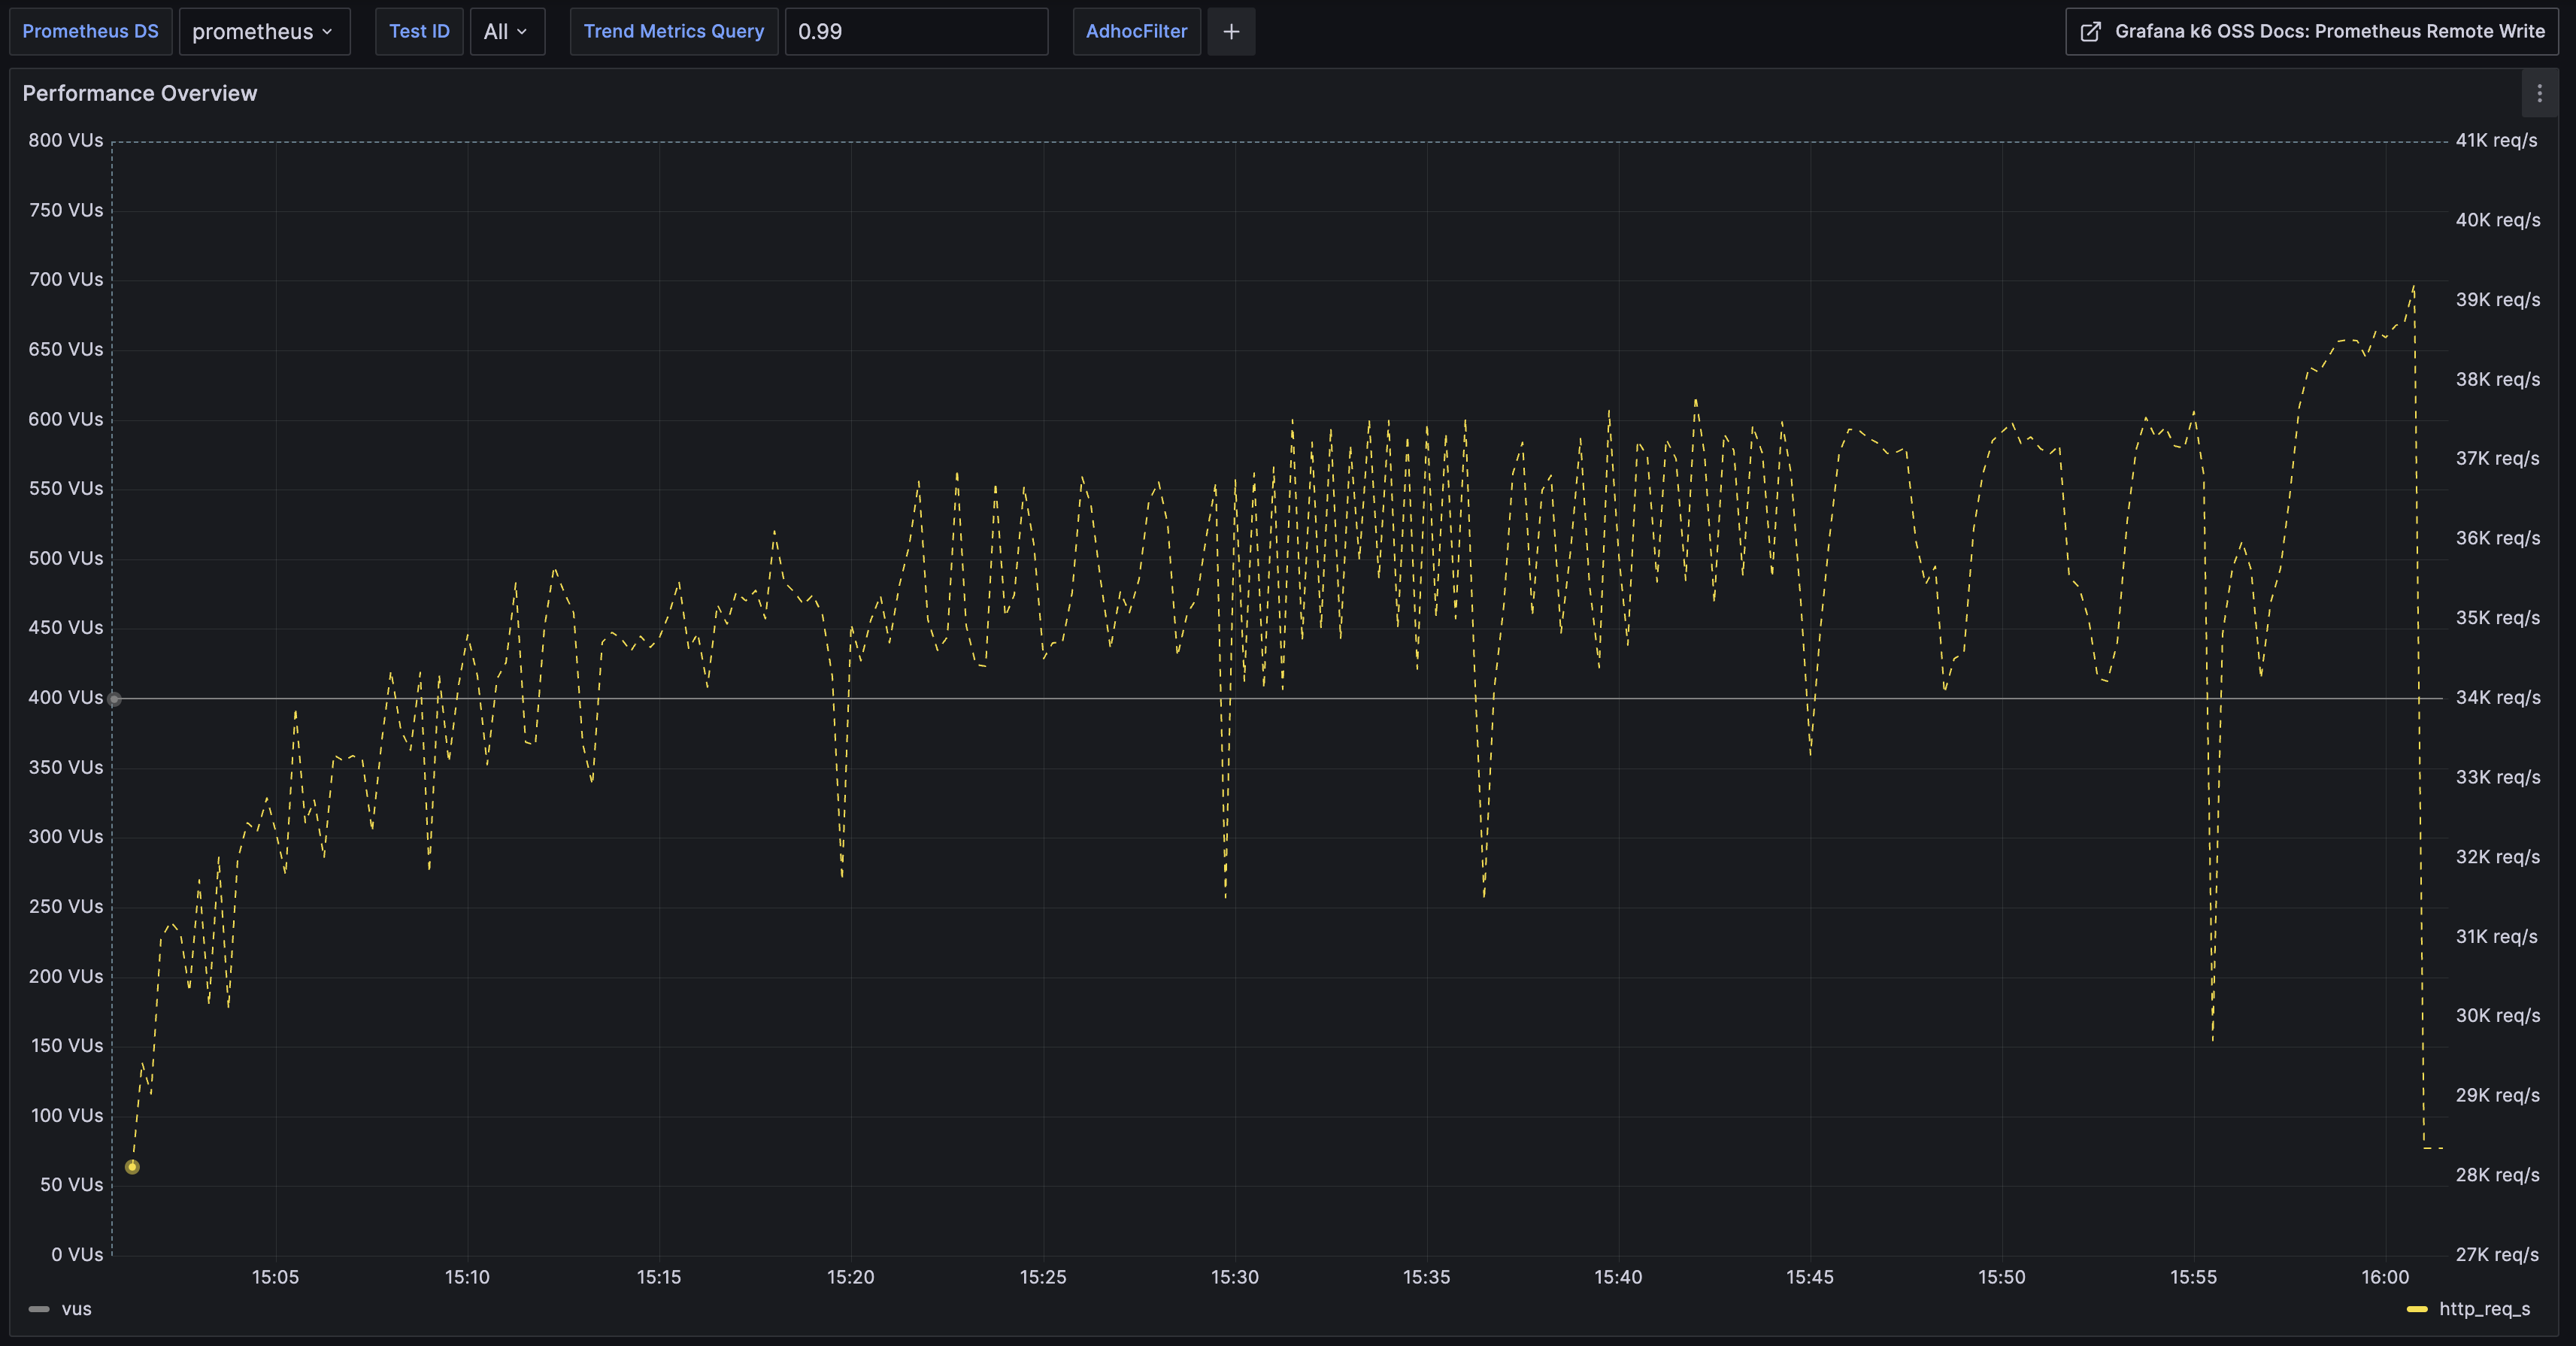 Prometheus DS prometheus Test ID All Trend Metrics Query 0.99 AdhocFilter + Grafana k6 OSS Docs: Prometheus Remote Write
Performance Overview
800 VUs 41K req/s
750 VUs 40K req/s
700 VUs 39K req/s
650 VUs 38K req/s
600 VUs 37K req/s
550 VUs 36K req/s
500 VUs 35K req/s
450 VUs 34K req/s
400 VUs 33K req/s
350 VUs 32K req/s
300 VUs 31K req/s
250 VUs 30K req/s
200 VUs 29K req/s
150 VUs 28K req/s
100 VUs 27K req/s
50 VUs
0 VUs
15:05 15:10 15:15 15:20 15:25 15:30 15:35 15:40 15:45 15:50 15:55 16:00
vus http_req_s